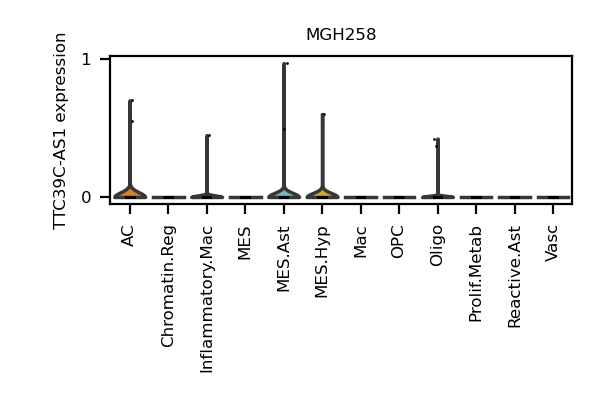 MGH258
TTC39C-AS1 expression
1
0
AC
Chromatin.Reg
Inflammatory.Mac
MES
MES.Ast
MES.Hyp
Mac
OPC
Oligo
Prolif.Metab
Reactive.Ast
Vasc